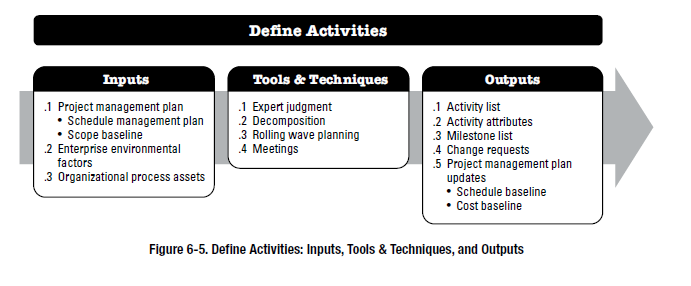 Define Activities
Inputs
.1 Project management plan
• Schedule management plan
• Scope baseline
.2 Enterprise environmental
factors
.3 Organizational process assets
Tools & Techniques
.1 Expert judgment
.2 Decomposition
.3 Rolling wave planning
.4 Meetings
Outputs
.1 Activity list
.2 Activity attributes
.3 Milestone list
.4 Change requests
.5 Project management plan
updates
• Schedule baseline
• Cost baseline
Figure 6-5. Define Activities: Inputs, Tools & Techniques, and Outputs